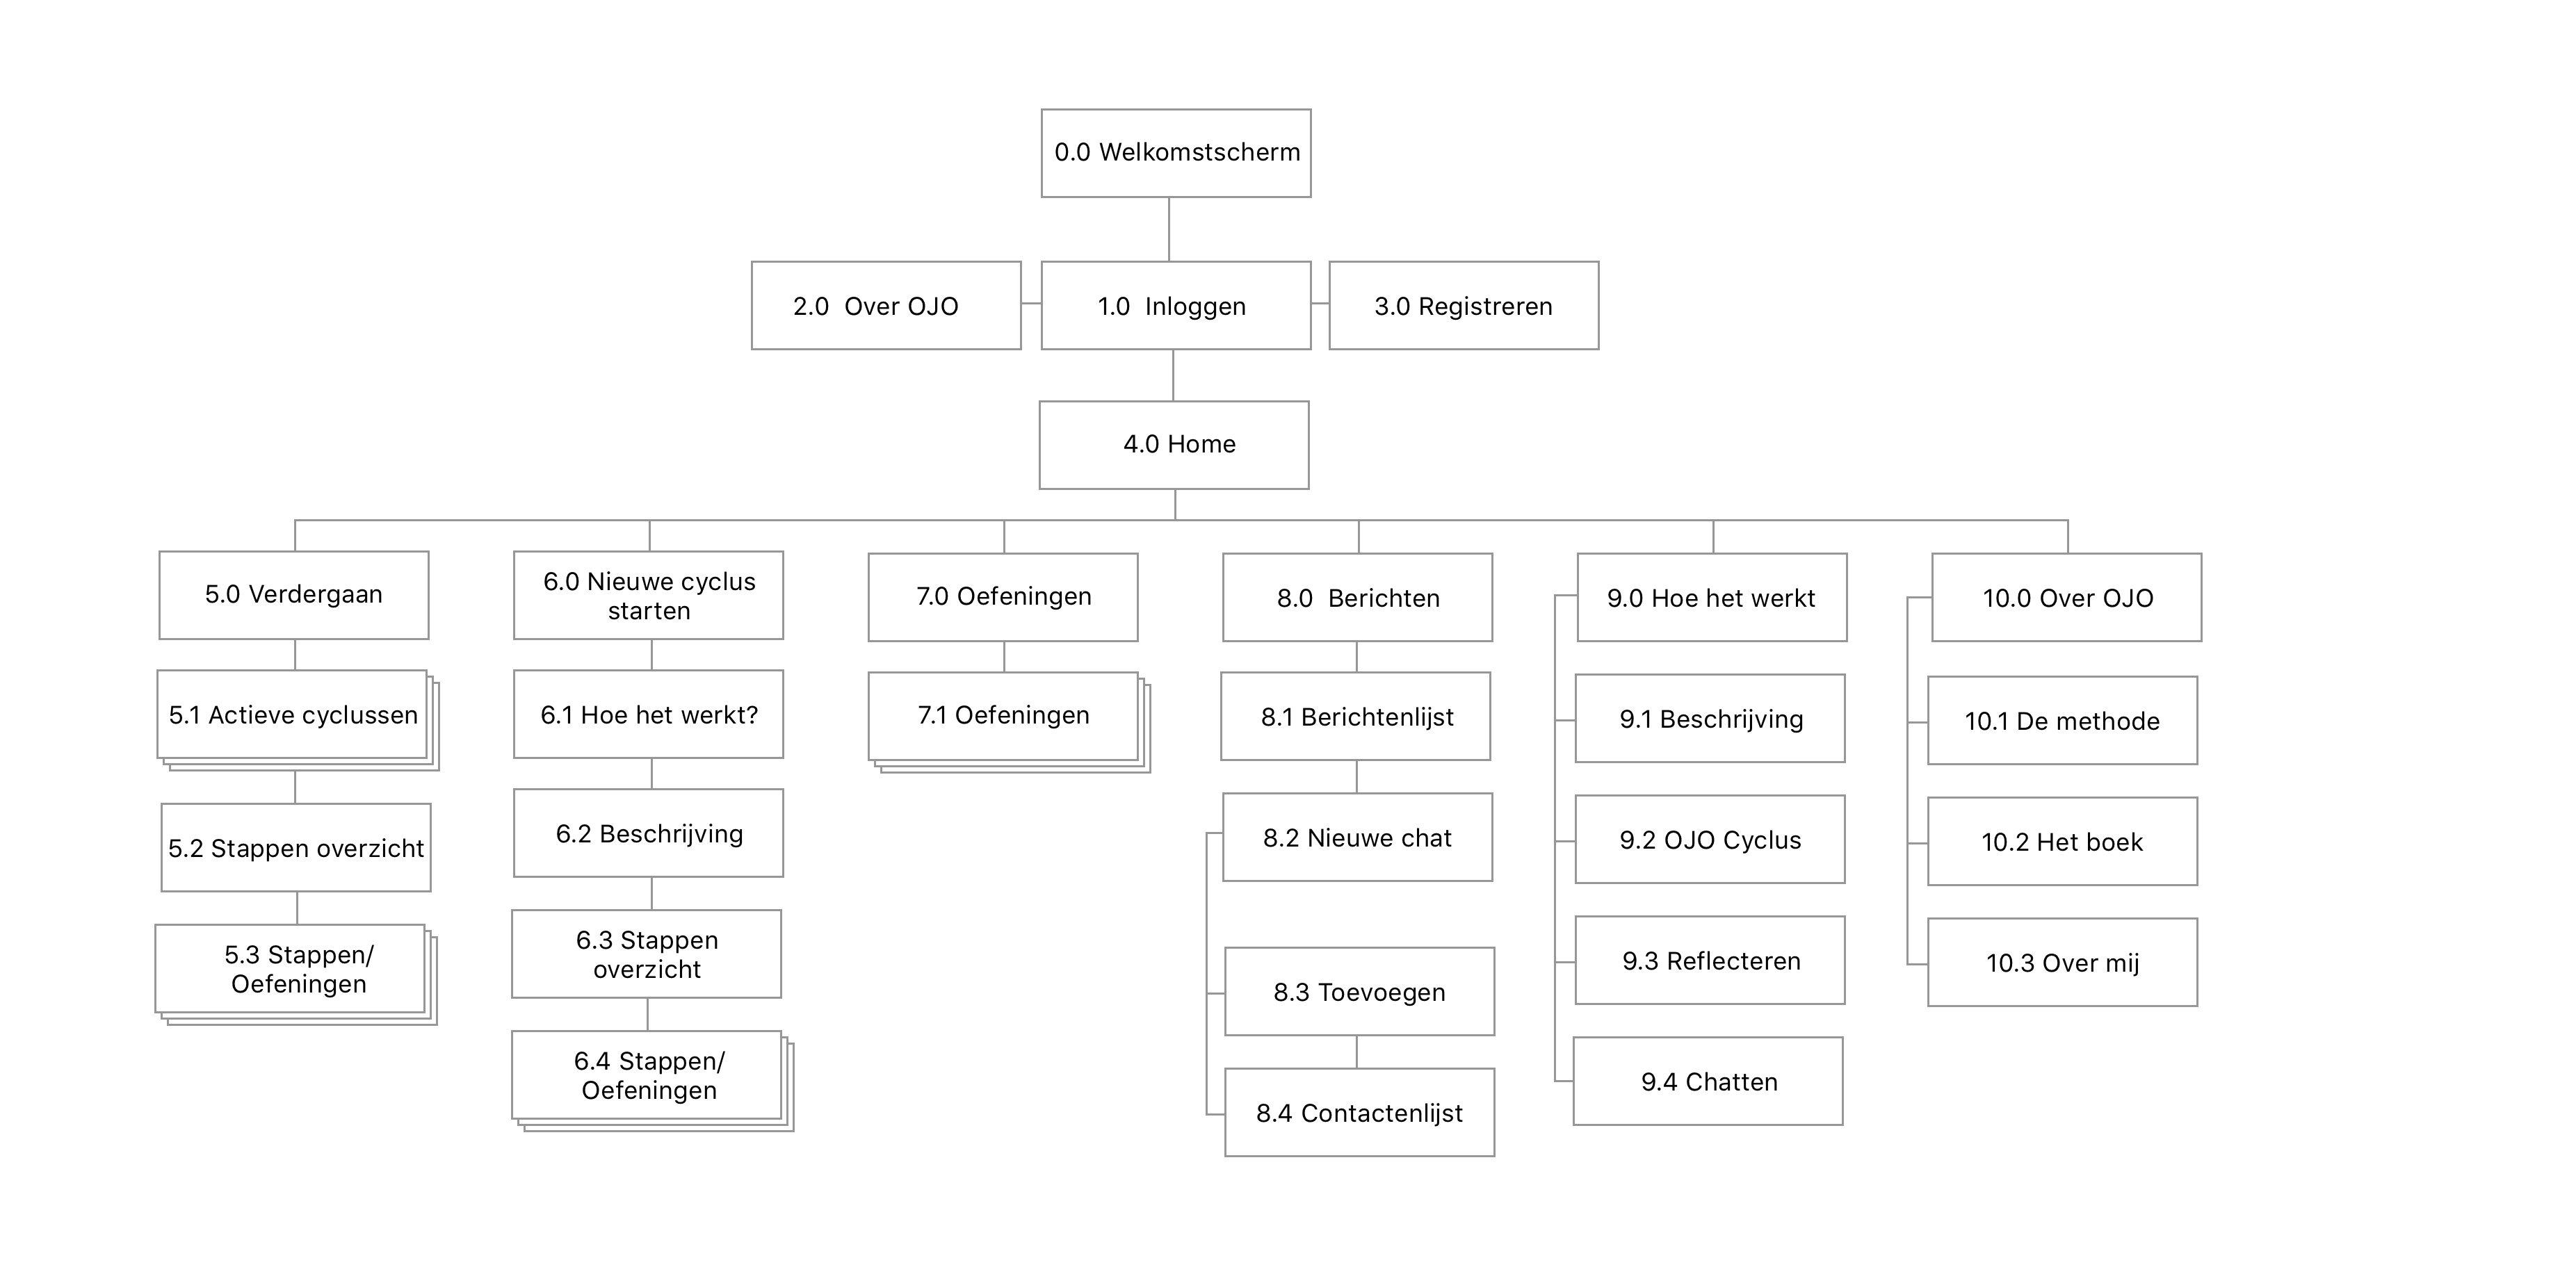 0.0 Welkomstscherm
2.0 Over OJO
1.0 Inloggen
3.0 Registreren
4.0 Home
5.0 Verdergaan
5.1 Actieve cyclussen
5.2 Stappen overzicht
5.3 Stappen/
Oefeningen
6.0 Nieuwe cyclus
starten
6.1 Hoe het werkt?
6.2 Beschrijving
6.3 Stappen
overzicht
6.4 Stappen/
Oefeningen
7.0 Oefeningen
7.1 Oefeningen
8.0 Berichten
8.1 Berichtenlijst
8.2 Nieuwe chat
8.3 Toevoegen
8.4 Contactenlijst
9.0 Hoe het werkt
9.1 Beschrijving
9.2 OJO Cyclus
9.3 Reflecteren
9.4 Chatten
10.0 Over OJO
10.1 De methode
10.2 Het boek
10.3 Over mij